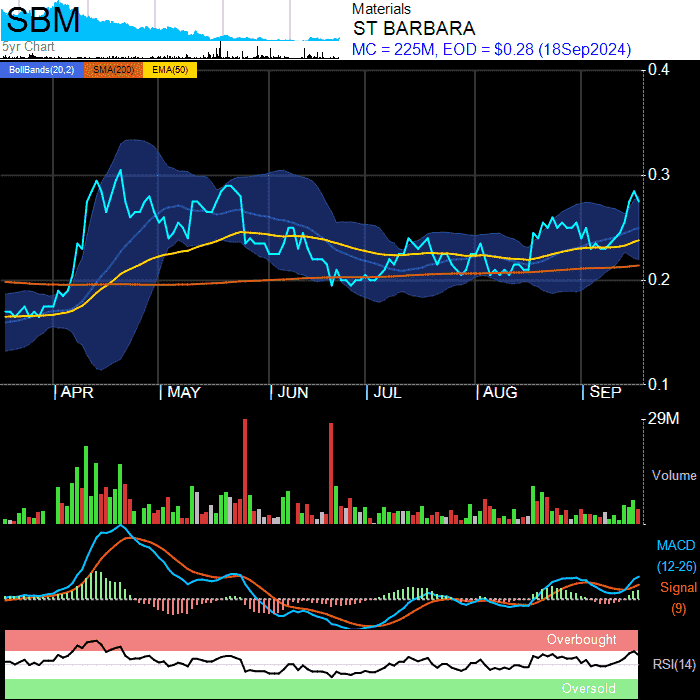 SBM
5yr Chart
Materials
ST BARBARA
MC = 225M, EOD = $0.28 (18Sep2024)
BollBands(20,2) SMA(200) EMA(50)
0.4
0.3
0.2
0.1
APR MAY JUN JUL AUG SEP
29M
Volume
MACD
(12-26)
Signal
(9)
Overbought
RSI(14)
Oversold